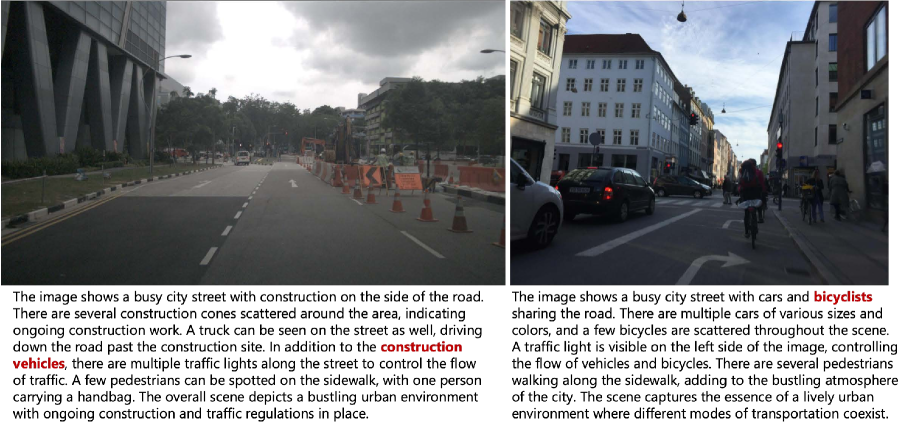 The image shows a busy city street with construction on the side of the road.
There are several construction cones scattered around the area, indicating
ongoing construction work. A truck can be seen on the street as well, driving
down the road past the construction site. In addition to the construction
vehicles, there are multiple traffic lights along the street to control the flow
of traffic. A few pedestrians can be spotted on the sidewalk, with one person
carrying a handbag. The overall scene depicts a bustling urban environment
with ongoing construction and traffic regulations in place.
The image shows a busy city street with cars and bicyclists
sharing the road. There are multiple cars of various sizes and
colors, and a few bicycles are scattered throughout the scene.
A traffic light is visible on the left side of the image, controlling
the flow of vehicles and bicycles. There are several pedestrians
walking along the sidewalk, adding to the bustling atmosphere
of the city. The scene captures the essence of a lively urban
environment where different modes of transportation coexist.